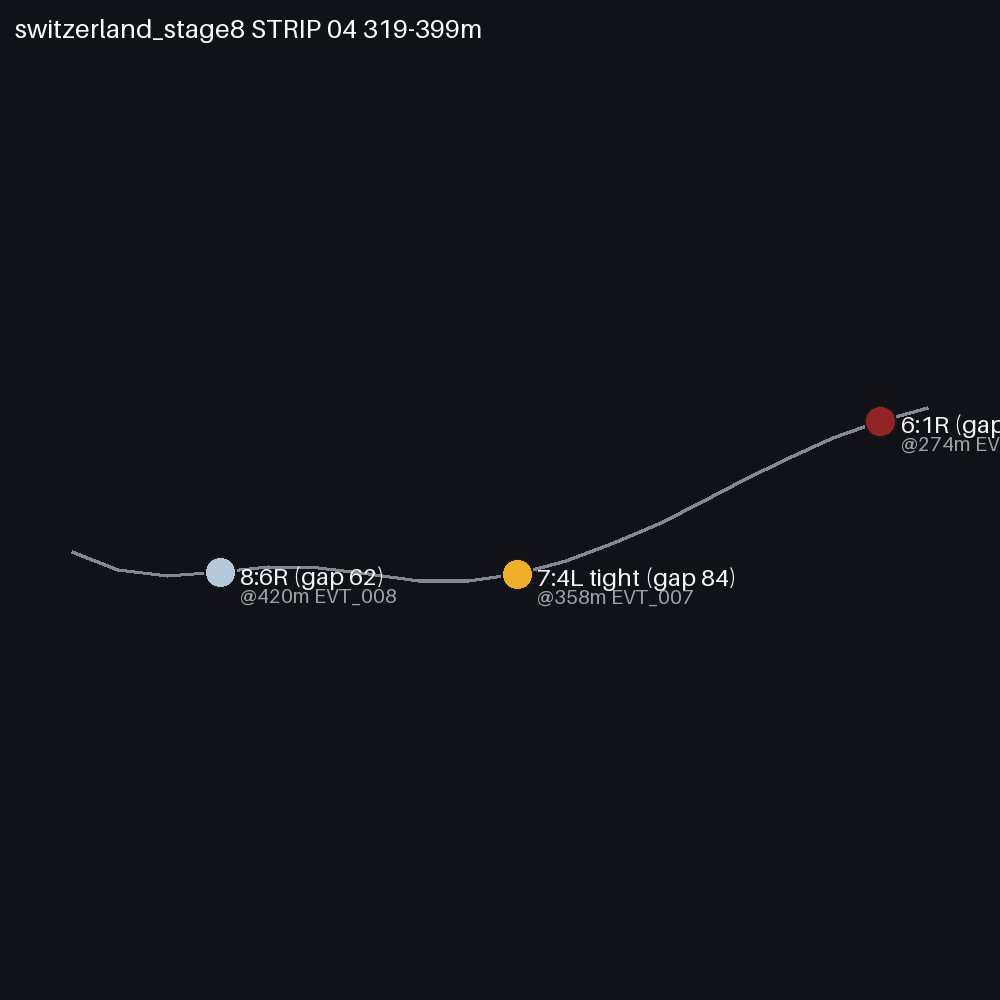 switzerland_stage8 STRIP 04 319-399m
6:1R (gap
@274m EV
8:6R (gap 62)
@420m EVT_008
7:4L tight (gap 84)
@358m EVT_007